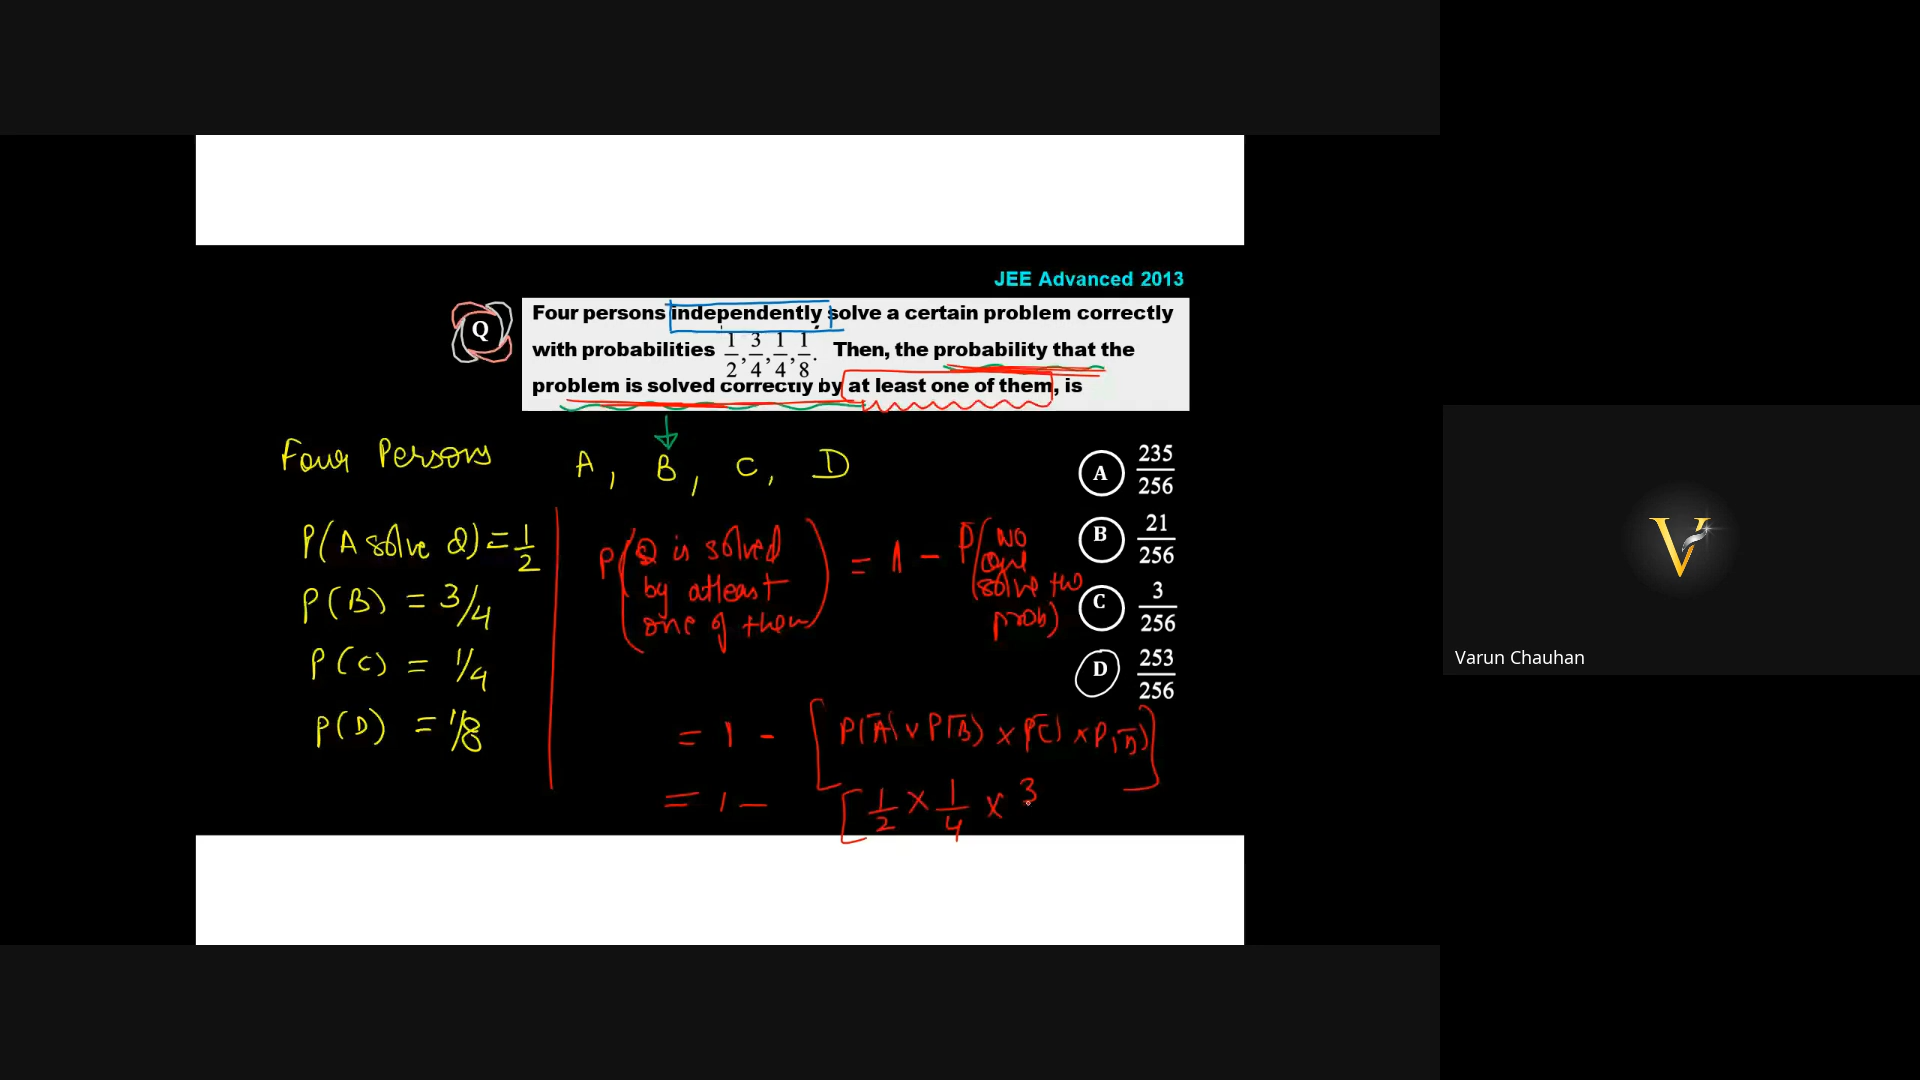 JEE Advanced 2013
Q
Four persons independently solve a certain problem correctly
with probabilities 1/2, 3/4, 1/4, 1/8. Then, the probability that the
problem is solved correctly by at least one of them, is
Four Persons A, B, C, D
A 235/256
B 21/256
C 3/256
D 253/256
P(A solve Q) = 1/2
P(B) = 3/4
P(C) = 1/4
P(D) = 1/8
P(Q is solved
by atleast
one of them) = 1 - P(No
one
solve the
prob)
= 1 - [P(A̅) × P(B̅) × P(C̅) × P(D̅)]
= 1 - [1/2 × 1/4 × 3
V
Varun Chauhan